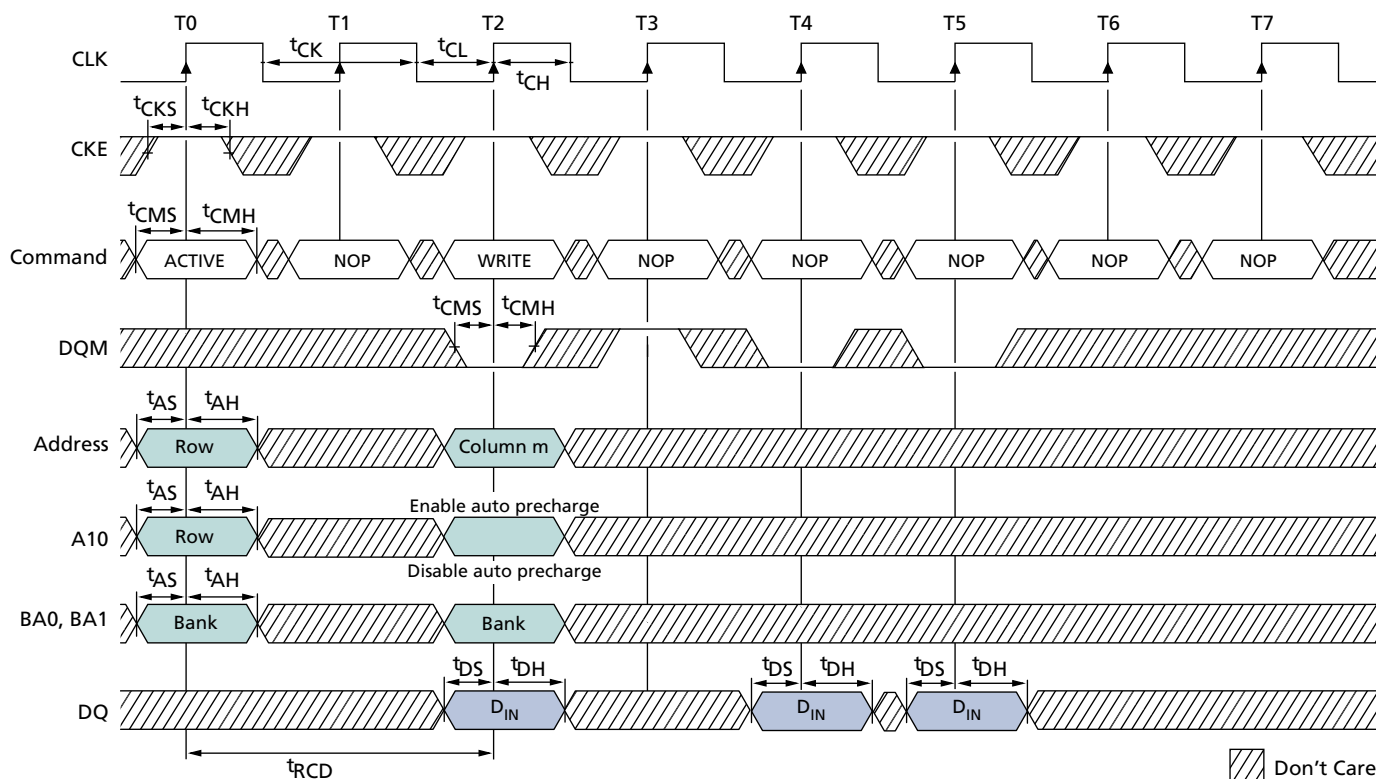 T0 T1 T2 T3 T4 T5 T6 T7
CLK
tCK tCL
tCH
tCKS tCKH
CKE
tCMS tCMH
Command ACTIVE NOP WRITE NOP NOP NOP NOP NOP
tCMS tCMH
DQM
tAS tAH
Address Row Column m
tAS tAH Enable auto precharge
A10 Row
Disable auto precharge
tAS tAH
BA0, BA1 Bank Bank
tDS tDH tDS tDH tDS tDH
DQ DIN DIN DIN
tRCD
Don't Care